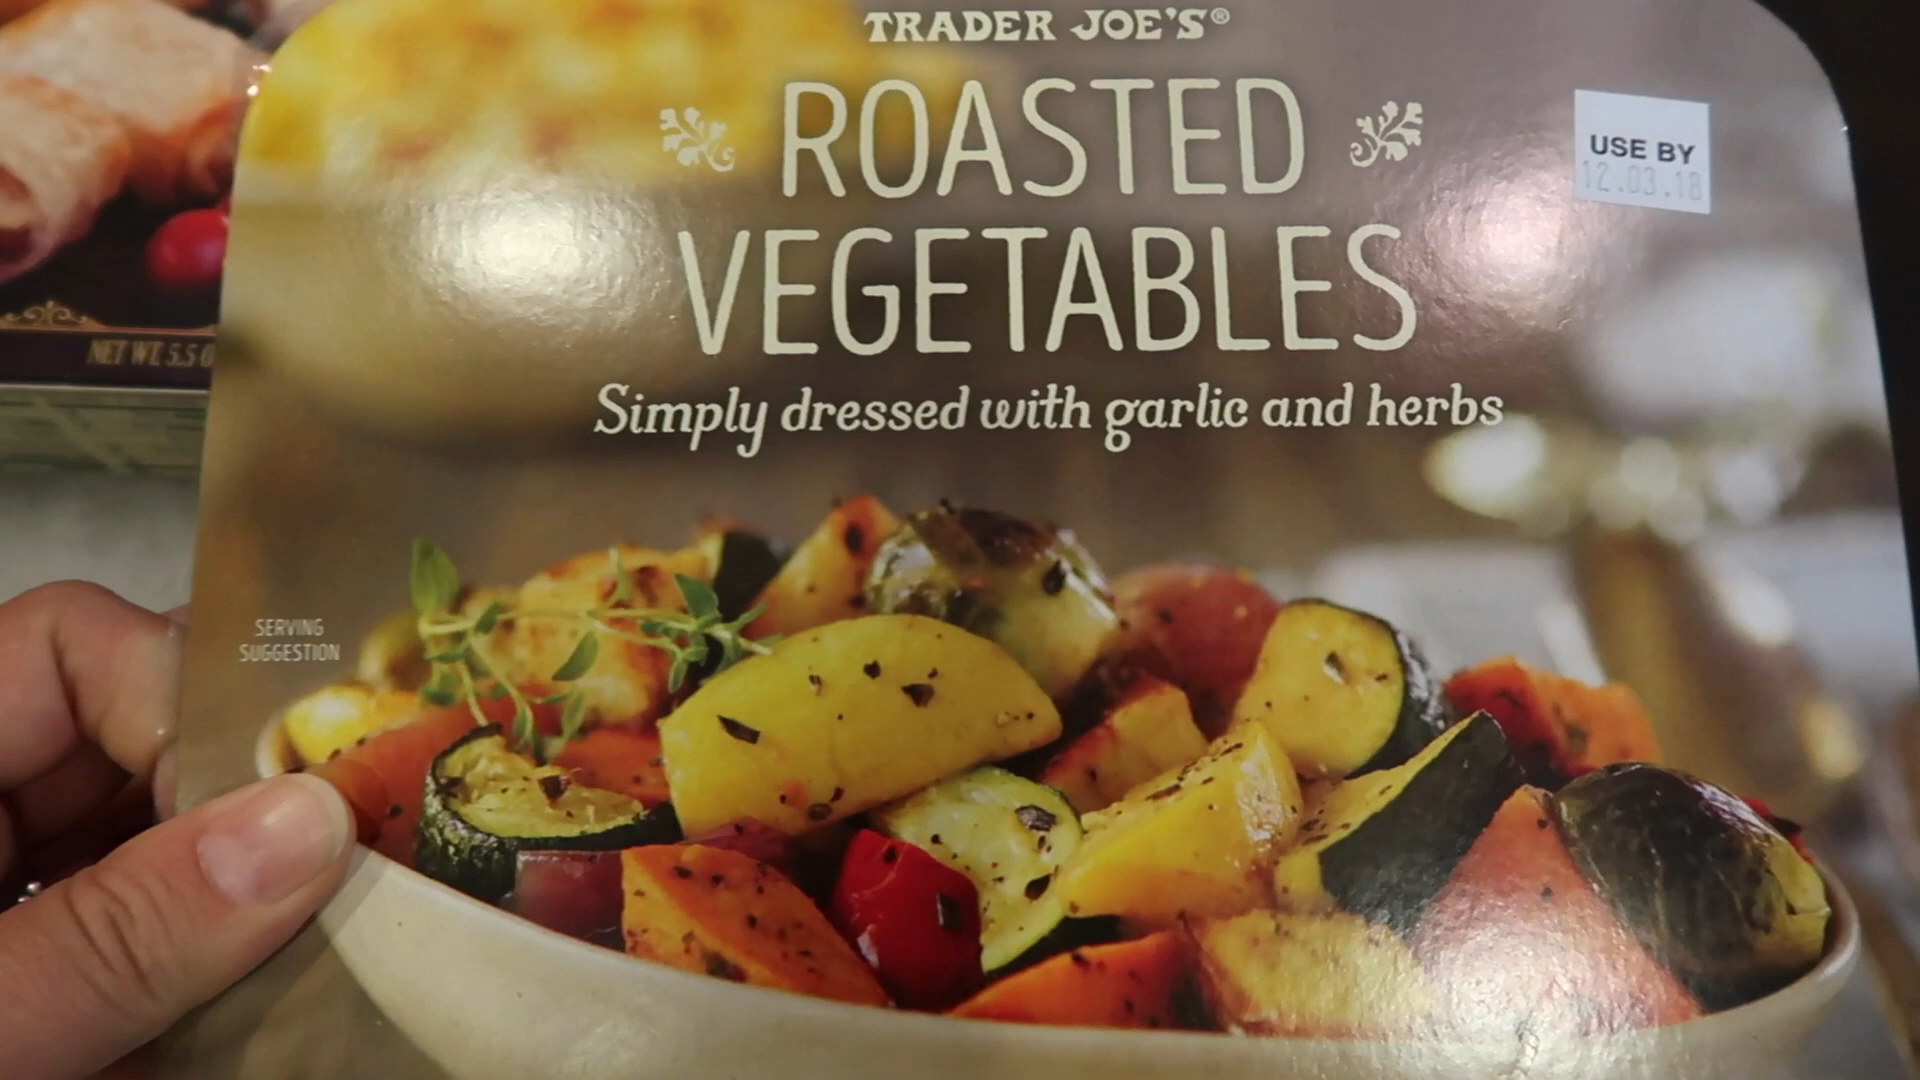 TRADER JOE'S®
ROASTED
VEGETABLES
Simply dressed with garlic and herbs
USE BY
12.03.18
SERVING
SUGGESTION
NET WT 5.5 O